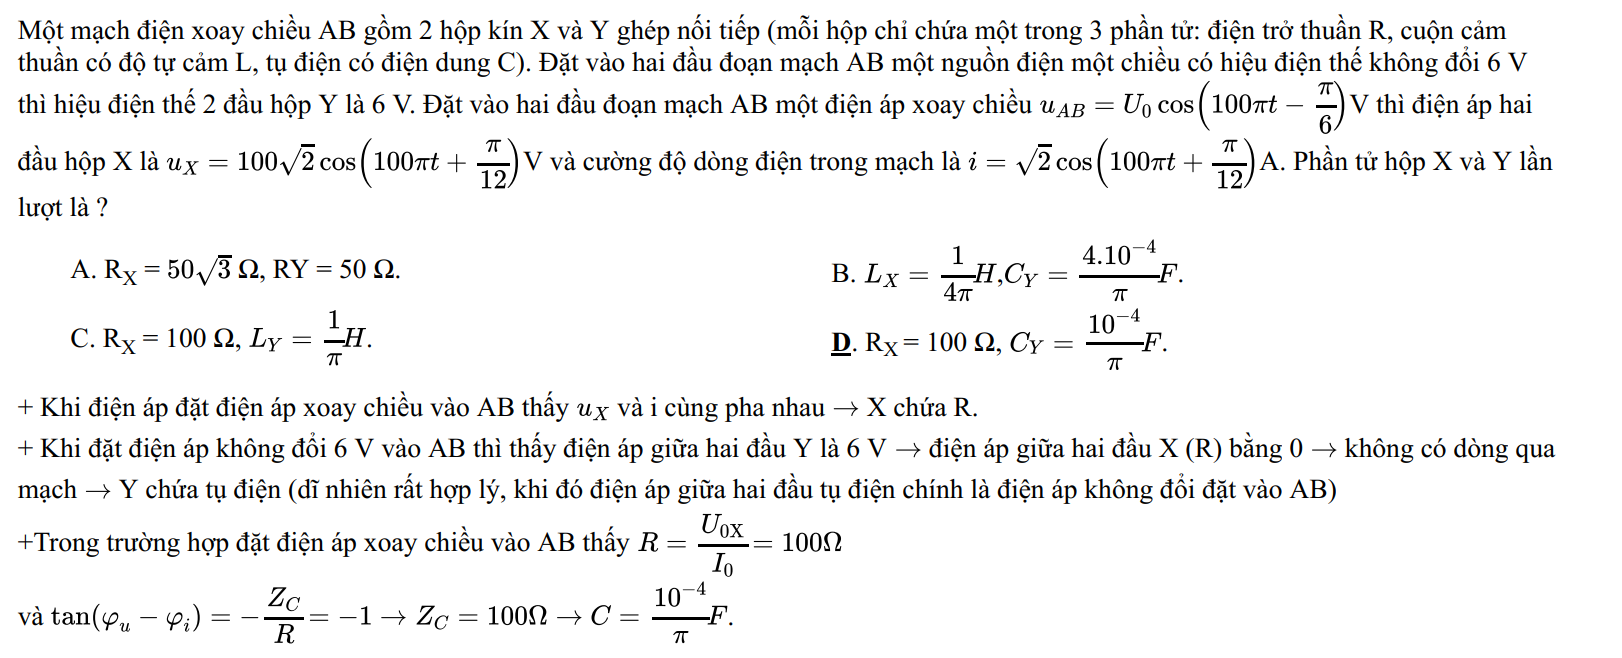 Một mạch điện xoay chiều AB gồm 2 hộp kín X và Y ghép nối tiếp (mỗi hộp chỉ chứa một trong 3 phần tử: điện trở thuần R, cuộn cảm
thuần có độ tự cảm L, tụ điện có điện dung C). Đặt vào hai đầu đoạn mạch AB một nguồn điện một chiều có hiệu điện thế không đổi 6 V
thì hiệu điện thế 2 đầu hộp Y là 6 V. Đặt vào hai đầu đoạn mạch AB một điện áp xoay chiều $u_{AB} = U_0 \cos\left(100\pi t - \frac{\pi}{6}\right)$V thì điện áp hai
đầu hộp X là $u_X = 100\sqrt{2}\cos\left(100\pi t + \frac{\pi}{12}\right)$V và cường độ dòng điện trong mạch là $i = \sqrt{2}\cos\left(100\pi t + \frac{\pi}{12}\right)$A. Phần tử hộp X và Y lần
lượt là ?
A. R$_X$ = $50\sqrt{3}$ Ω, RY = 50 Ω.
B. $L_X = \frac{1}{4\pi}H$,$C_Y = \frac{4.10^{-4}}{\pi}F$.
C. R$_X$ = 100 Ω, $L_Y = \frac{1}{\pi}H$.
D. R$_X$ = 100 Ω, $C_Y = \frac{10^{-4}}{\pi}F$.
+ Khi điện áp đặt điện áp xoay chiều vào AB thấy $u_X$ và i cùng pha nhau → X chứa R.
+ Khi đặt điện áp không đổi 6 V vào AB thì thấy điện áp giữa hai đầu Y là 6 V → điện áp giữa hai đầu X (R) bằng 0 → không có dòng qua
mạch → Y chứa tụ điện (dĩ nhiên rất hợp lý, khi đó điện áp giữa hai đầu tụ điện chính là điện áp không đổi đặt vào AB)
+Trong trường hợp đặt điện áp xoay chiều vào AB thấy $R = \frac{U_{0X}}{I_0} = 100\Omega$
và $\tan(\varphi_u - \varphi_i) = -\frac{Z_C}{R} = -1 \rightarrow Z_C = 100\Omega \rightarrow C = \frac{10^{-4}}{\pi}F$.